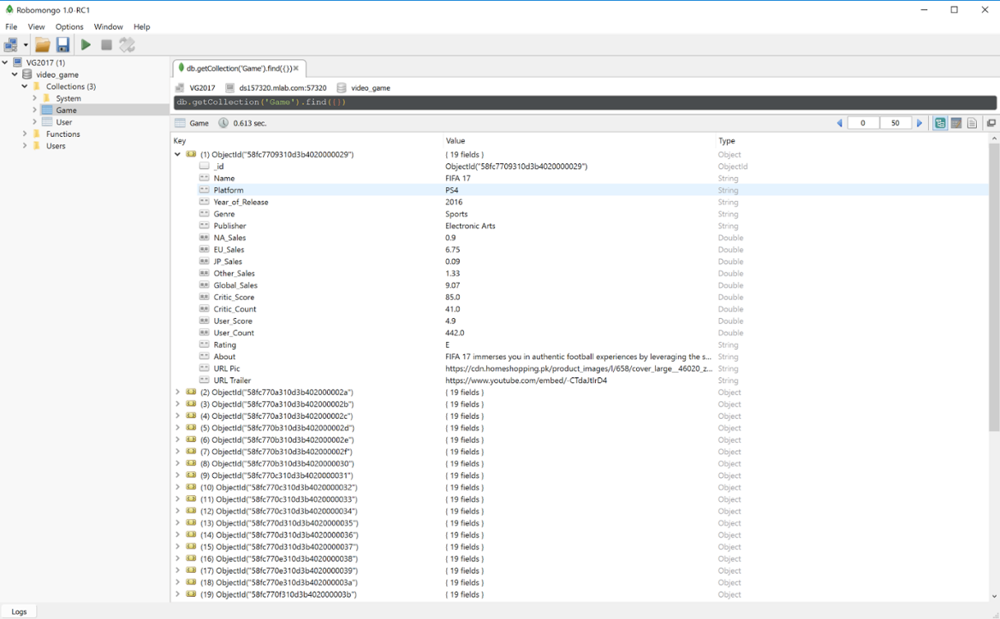 Robomongo 1.0-RC1
File View Options Window Help
VG2017 (1)
video_game
Collections (3)
System
Game
User
Functions
Users
db.getCollection('Game').find({})
VG2017 ds157320.mlab.com:57320 video_game
db.getCollection('Game').find({})
Game 0.613 sec. 0 50
Key Value Type
(1) ObjectId("58fc7709310d3b4020000029") { 19 fields } Object
_id ObjectId("58fc7709310d3b4020000029") ObjectId
Name FIFA 17 String
Platform PS4 String
Year_of_Release 2016 String
Genre Sports String
Publisher Electronic Arts String
NA_Sales 0.9 Double
EU_Sales 6.75 Double
JP_Sales 0.09 Double
Other_Sales 1.33 Double
Global_Sales 9.07 Double
Critic_Score 85.0 Double
Critic_Count 41.0 Double
User_Score 4.9 Double
User_Count 442.0 Double
Rating E String
About FIFA 17 immerses you in authentic football experiences by leveraging the s... String
URL Pic https://cdn.homeshopping.pk/product_images/l/658/cover_large__46020_z... String
URL Trailer https://www.youtube.com/embed/-CTdaJtIrD4 String
(2) ObjectId("58fc770a310d3b402000002a") { 19 fields } Object
(3) ObjectId("58fc770a310d3b402000002b") { 19 fields } Object
(4) ObjectId("58fc770a310d3b402000002c") { 19 fields } Object
(5) ObjectId("58fc770b310d3b402000002d") { 19 fields } Object
(6) ObjectId("58fc770b310d3b402000002e") { 19 fields } Object
(7) ObjectId("58fc770b310d3b402000002f") { 19 fields } Object
(8) ObjectId("58fc770b310d3b4020000030") { 19 fields } Object
(9) ObjectId("58fc770c310d3b4020000031") { 19 fields } Object
(10) ObjectId("58fc770c310d3b4020000032") { 19 fields } Object
(11) ObjectId("58fc770c310d3b4020000033") { 19 fields } Object
(12) ObjectId("58fc770c310d3b4020000034") { 19 fields } Object
(13) ObjectId("58fc770d310d3b4020000035") { 19 fields } Object
(14) ObjectId("58fc770d310d3b4020000036") { 19 fields } Object
(15) ObjectId("58fc770d310d3b4020000037") { 19 fields } Object
(16) ObjectId("58fc770e310d3b4020000038") { 19 fields } Object
(17) ObjectId("58fc770e310d3b4020000039") { 19 fields } Object
(18) ObjectId("58fc770e310d3b402000003a") { 19 fields } Object
(19) ObjectId("58fc770f310d3b402000003b") { 19 fields } Object
Logs